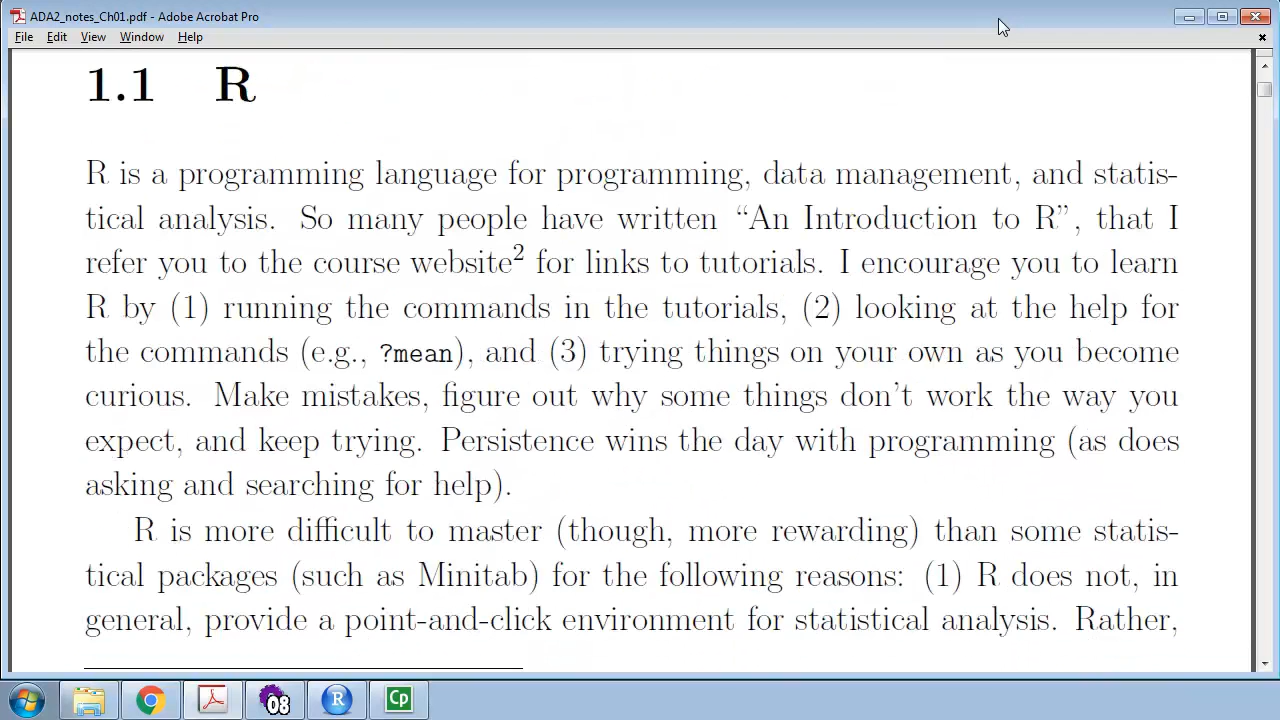 ADA2_notes_Ch01.pdf - Adobe Acrobat Pro
File Edit View Window Help
1.1 R
R is a programming language for programming, data management, and statis-
tical analysis. So many people have written “An Introduction to R”, that I
refer you to the course website2 for links to tutorials. I encourage you to learn
R by (1) running the commands in the tutorials, (2) looking at the help for
the commands (e.g., ?mean), and (3) trying things on your own as you become
curious. Make mistakes, figure out why some things don't work the way you
expect, and keep trying. Persistence wins the day with programming (as does
asking and searching for help).
R is more difficult to master (though, more rewarding) than some statis-
tical packages (such as Minitab) for the following reasons: (1) R does not, in
general, provide a point-and-click environment for statistical analysis. Rather,
08 R Cp